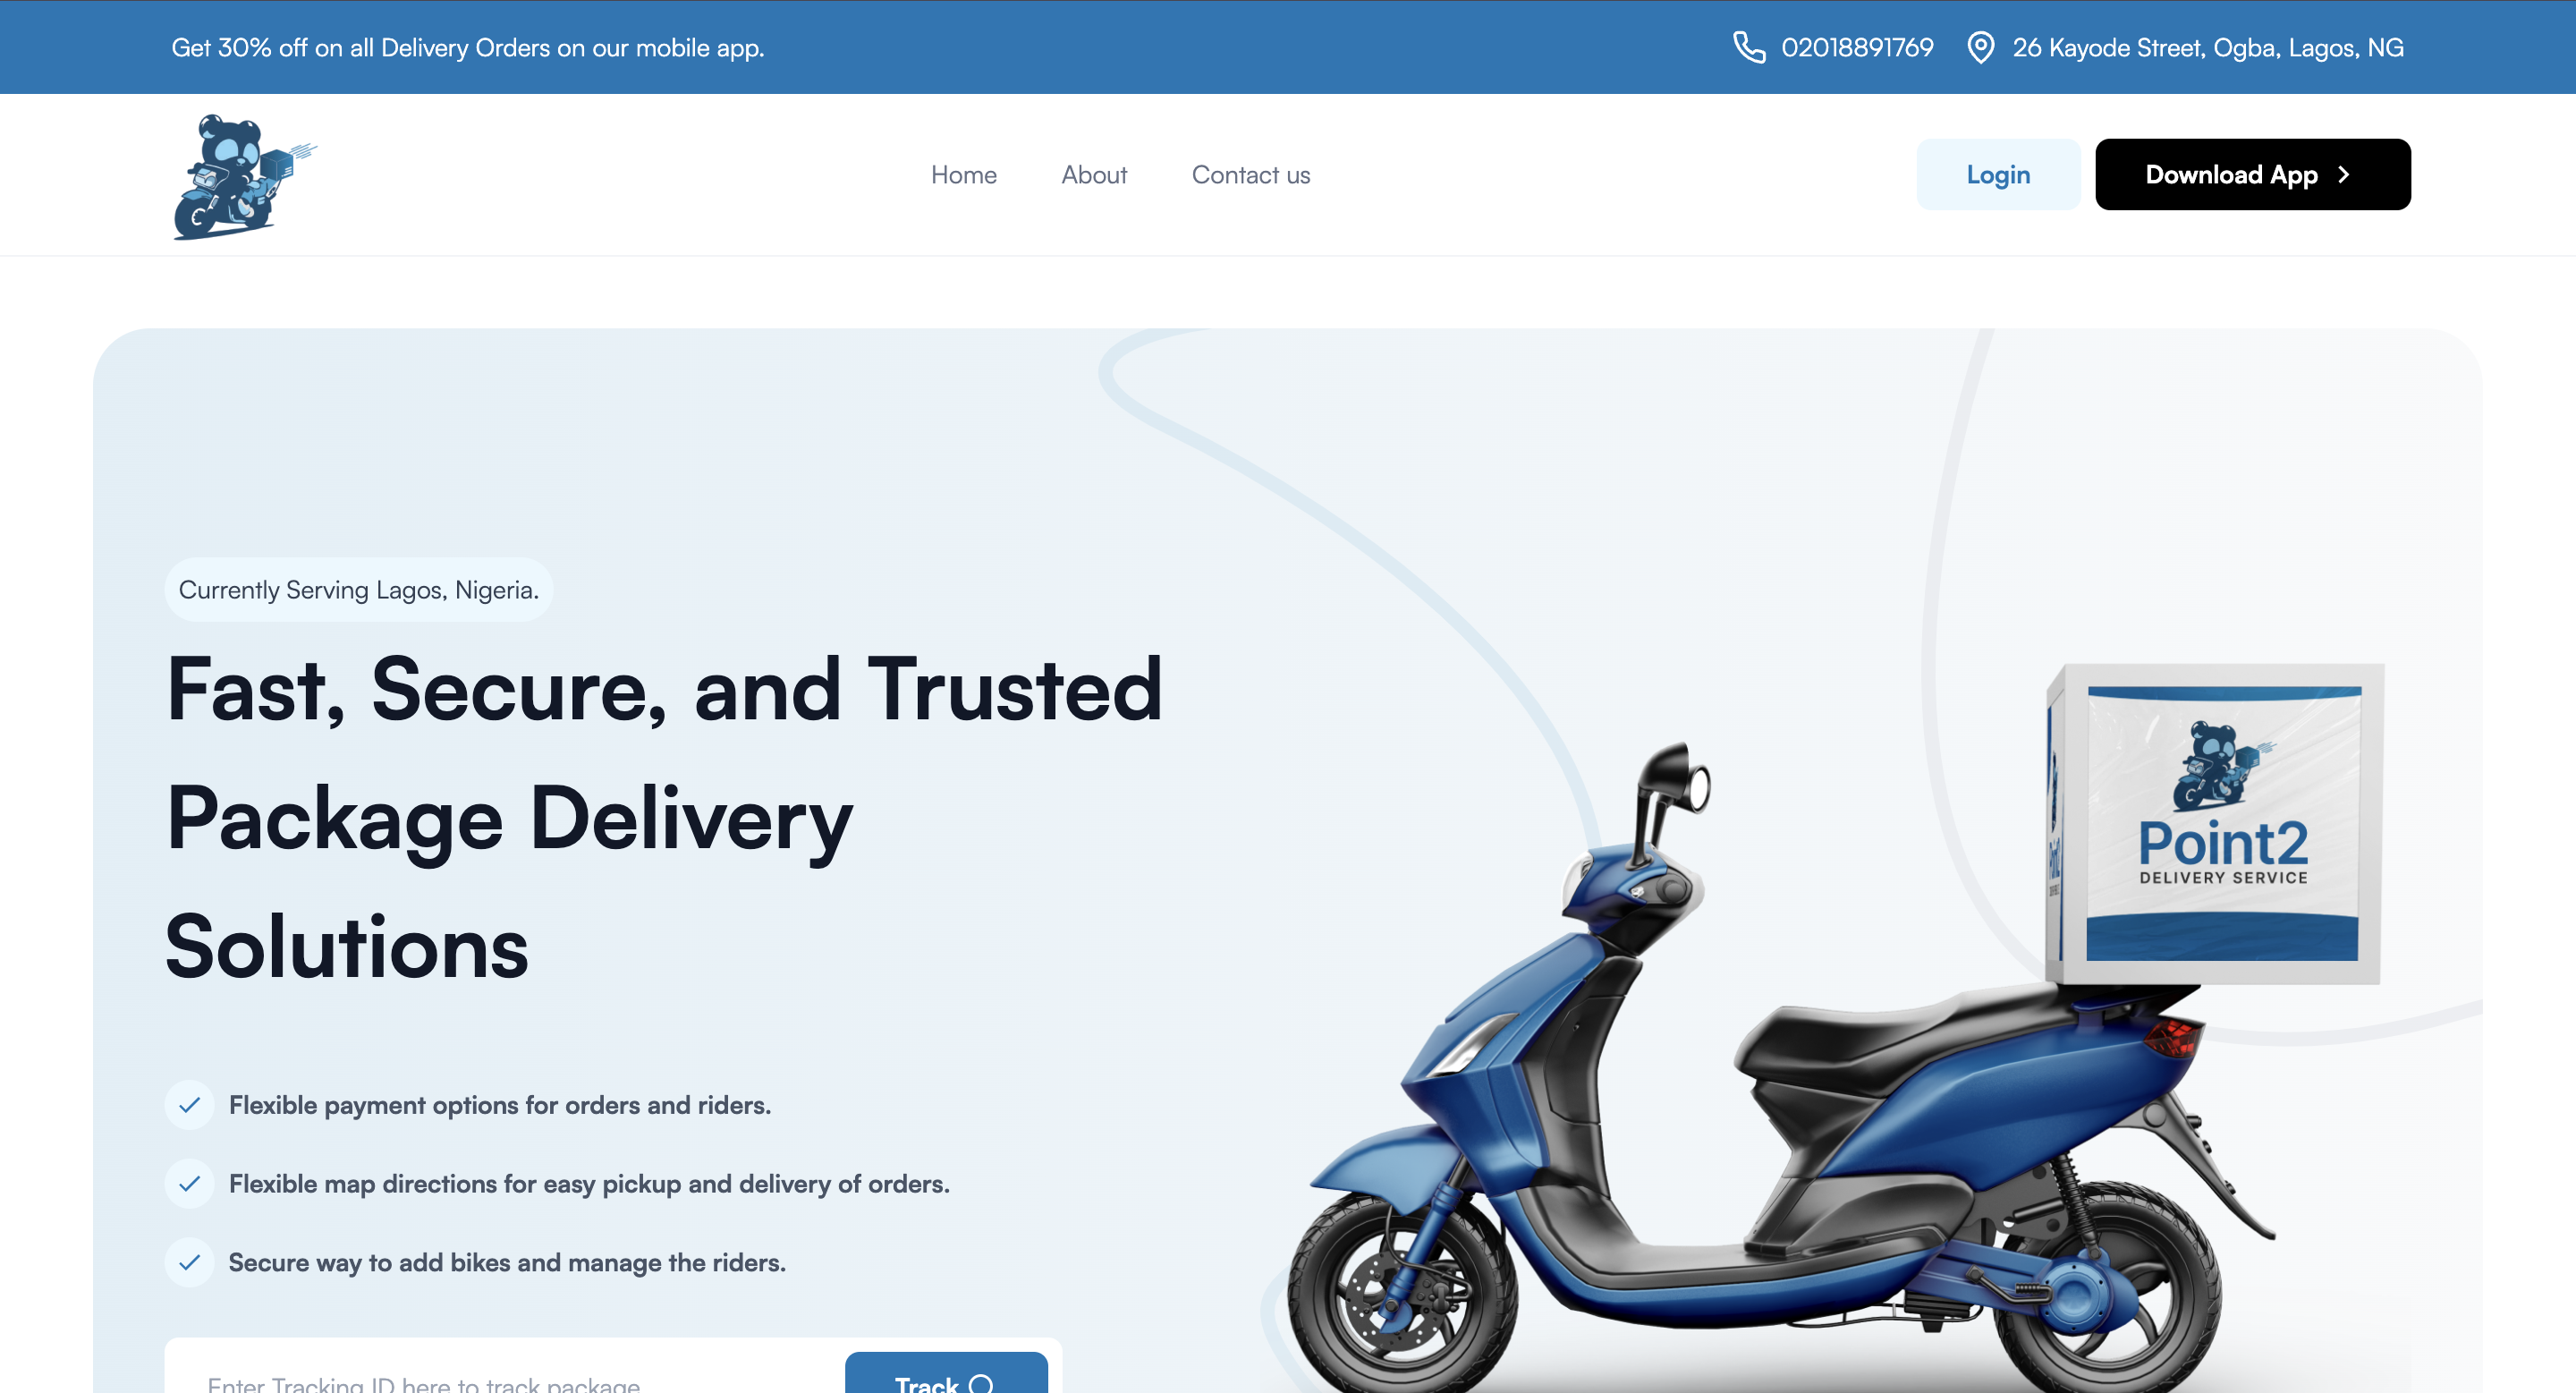 Get 30% off on all Delivery Orders on our mobile app.
02018891769
26 Kayode Street, Ogba, Lagos, NG
Home
About
Contact us
Login
Download App
Currently Serving Lagos, Nigeria.
Fast, Secure, and Trusted
Package Delivery
Solutions
Point2
DELIVERY SERVICE
Flexible payment options for orders and riders.
Flexible map directions for easy pickup and delivery of orders.
Secure way to add bikes and manage the riders.
Enter Tracking ID here to track package
Track